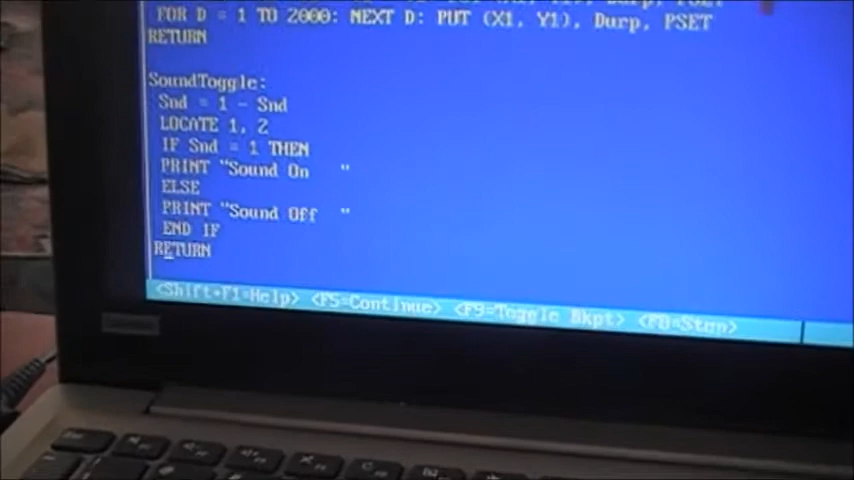 FOR D = 1 TO 2000: NEXT D: PUT (X1, Y1), Durp, PSET
RETURN
SoundToggle:
Snd = 1 - Snd
LOCATE 1, 2
IF Snd = 1 THEN
PRINT "Sound On   "
ELSE
PRINT "Sound Off  "
END IF
RETURN
<Shift+F1=Help> <F5=Continue> <F9=Toggle Bkpt> <F8=Step>